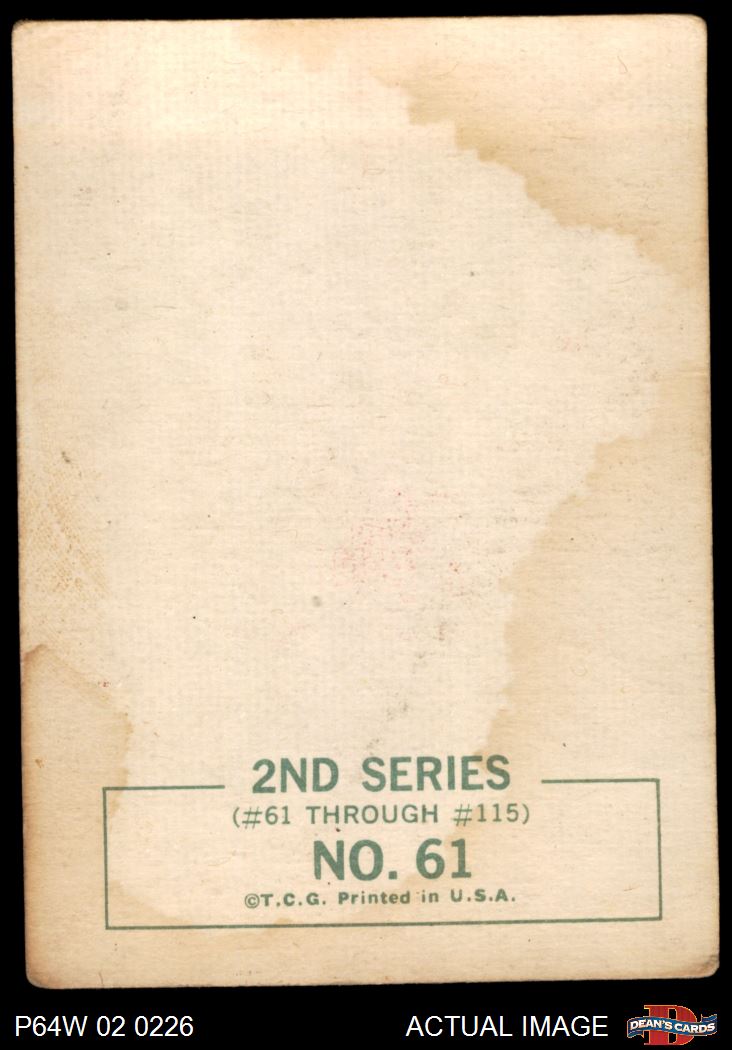 2ND SERIES
(#61 THROUGH #115)
NO. 61
©T.C.G. Printed in U.S.A.
P64W 02 0226
ACTUAL IMAGE
DEAN'S CARDS